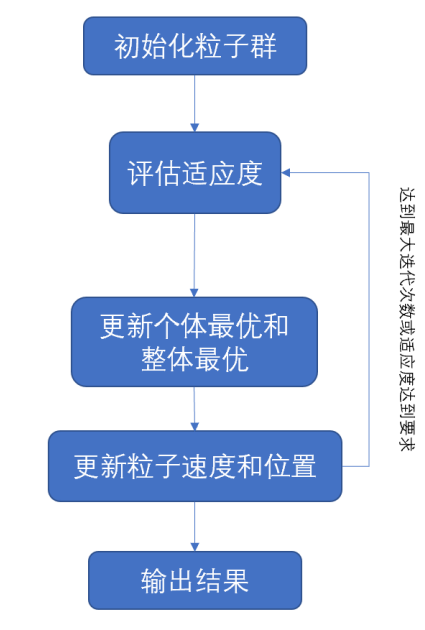 初始化粒子群
评估适应度
更新个体最优和
整体最优
更新粒子速度和位置
输出结果
达到最大迭代次数或适应度达到要求